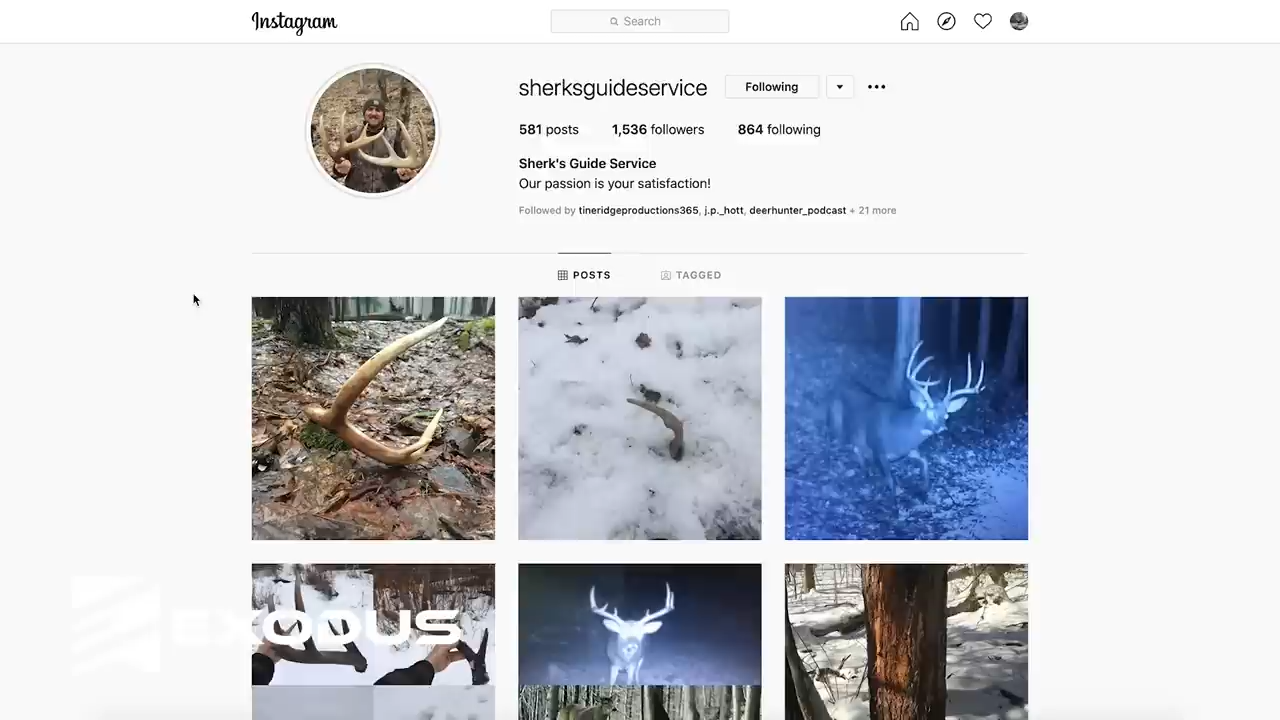 Instagram
Search
sherksguideservice
Following
581 posts
1,536 followers
864 following
Sherk's Guide Service
Our passion is your satisfaction!
Followed by tineridgeproductions365, j.p._hott, deerhunter_podcast + 21 more
POSTS
TAGGED
EXODUS